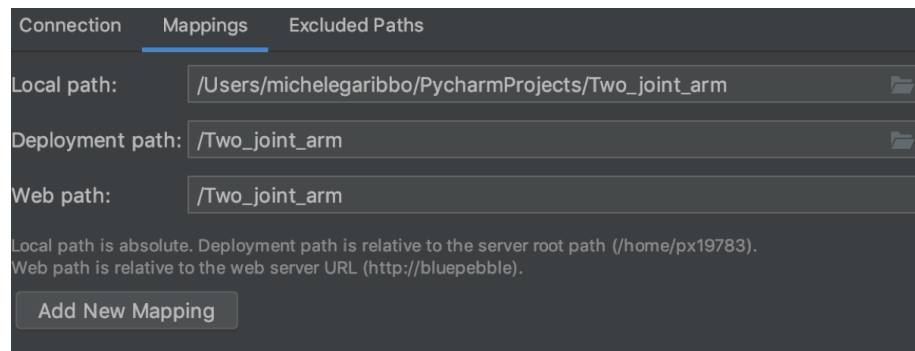 Connection Mappings Excluded Paths
Local path: /Users/michelegaribbo/PycharmProjects/Two_joint_arm
Deployment path: /Two_joint_arm
Web path: /Two_joint_arm
Local path is absolute. Deployment path is relative to the server root path (/home/px19783).
Web path is relative to the web server URL (http://bluepebble).
Add New Mapping